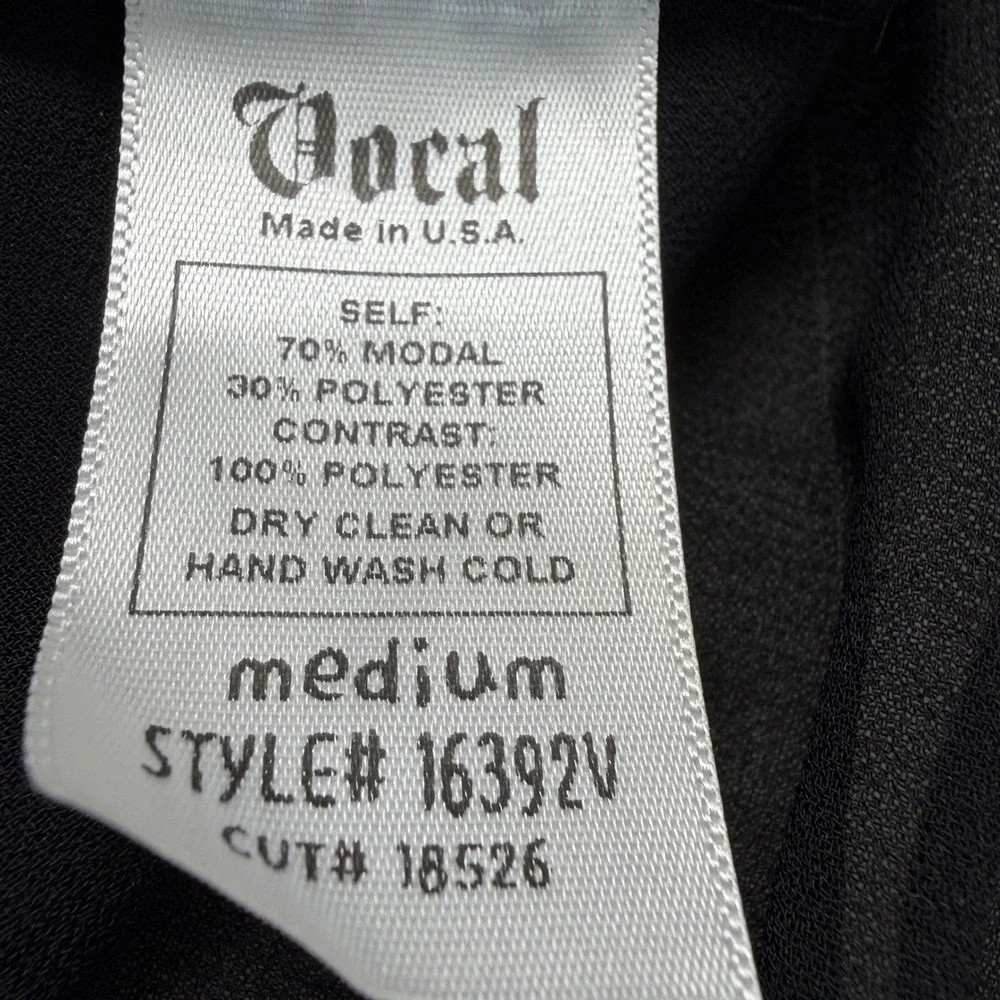 Vocal
Made in U.S.A.
SELF:
70% MODAL
30% POLYESTER
CONTRAST:
100% POLYESTER
DRY CLEAN OR
HAND WASH COLD
medium
STYLE# 16392V
CUT# 18526